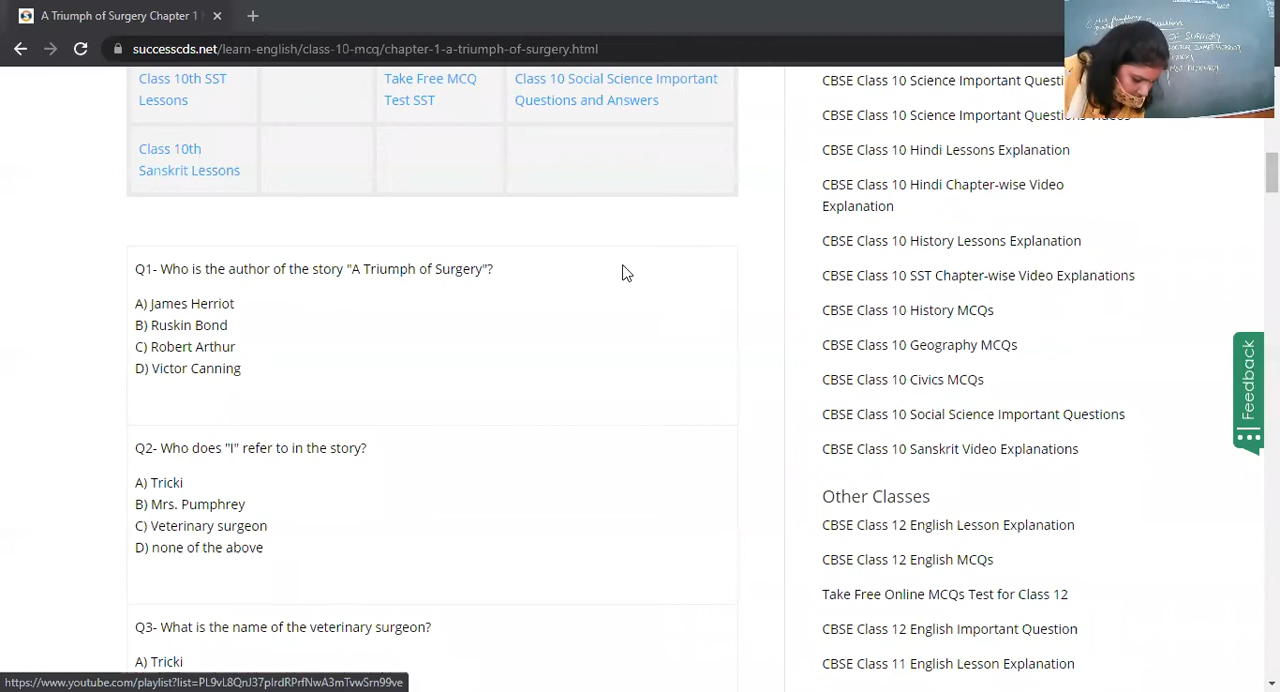 A Triumph of Surgery Chapter 1
successcds.net/learn-english/class-10-mcq/chapter-1-a-triumph-of-surgery.html
Class 10th SST
Lessons
Take Free MCQ
Test SST
Class 10 Social Science Important
Questions and Answers
Class 10th
Sanskrit Lessons
Q1- Who is the author of the story "A Triumph of Surgery"?
A) James Herriot
B) Ruskin Bond
C) Robert Arthur
D) Victor Canning
Q2- Who does "I" refer to in the story?
A) Tricki
B) Mrs. Pumphrey
C) Veterinary surgeon
D) none of the above
Q3- What is the name of the veterinary surgeon?
A) Tricki
CBSE Class 10 Science Important
CBSE Class 10 Science Important
CBSE Class 10 Hindi Lessons Explanation
CBSE Class 10 Hindi Chapter-wise Video
Explanation
CBSE Class 10 History Lessons Explanation
CBSE Class 10 SST Chapter-wise Video Explanations
CBSE Class 10 History MCQs
CBSE Class 10 Geography MCQs
CBSE Class 10 Civics MCQs
CBSE Class 10 Social Science Important Questions
CBSE Class 10 Sanskrit Video Explanations
Other Classes
CBSE Class 12 English Lesson Explanation
CBSE Class 12 English MCQs
Take Free Online MCQs Test for Class 12
CBSE Class 12 English Important Question
CBSE Class 11 English Lesson Explanation
Feedback
https://www.youtube.com/playlist?list=PL9vL8QnJ37pIrdRPrfNwA3mTvwSrn99ve
OF SURGERY